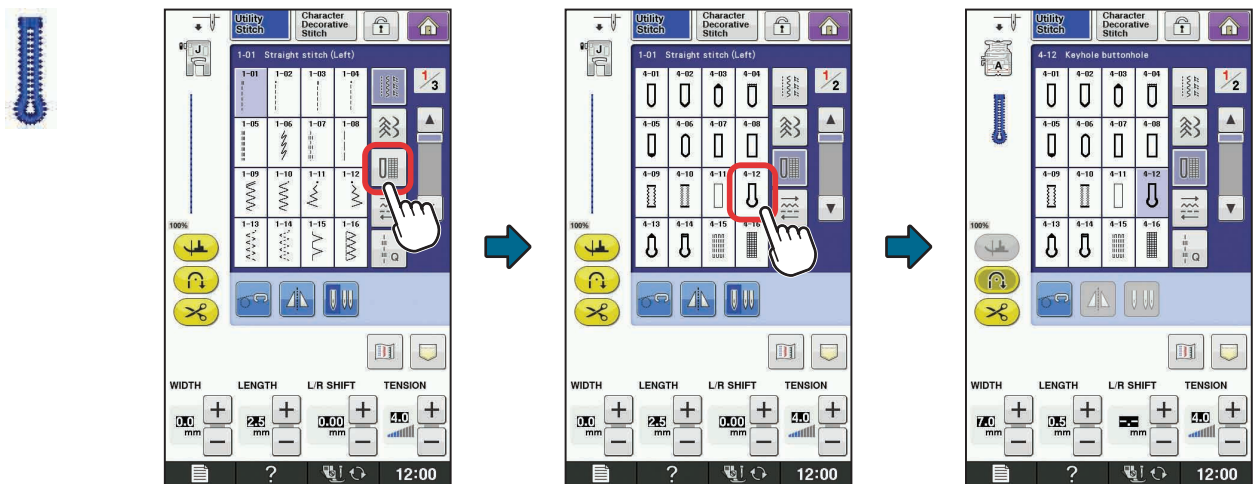 Utility Stitch
Character Decorative Stitch
J
1-01 Straight stitch (Left)
1-01 1-02 1-03 1-04
1/3
1-05 1-06 1-07 1-08
1-09 1-10 1-11 1-12
100%
1-13 1-14 1-15 1-16
Q
WIDTH LENGTH L/R SHIFT TENSION
0.0 mm + − 2.5 mm + − 0.00 mm + − 4.0 + −
? 12:00
Utility Stitch
Character Decorative Stitch
J
1-01 Straight stitch (Left)
4-01 4-02 4-03 4-04
1/2
4-05 4-06 4-07 4-08
4-09 4-10 4-11 4-12
100%
4-13 4-14 4-15 4-16
WIDTH LENGTH L/R SHIFT TENSION
0.0 mm + − 2.5 mm + − 0.00 mm + − 4.0 + −
? 12:00
Utility Stitch
Character Decorative Stitch
A
4-12 Keyhole buttonhole
4-01 4-02 4-03 4-04
1/2
4-05 4-06 4-07 4-08
4-09 4-10 4-11 4-12
100%
4-13 4-14 4-15 4-16
Q
WIDTH LENGTH L/R SHIFT TENSION
7.0 mm + − 0.5 mm + − -.- mm + − 4.0 + −
? 12:00